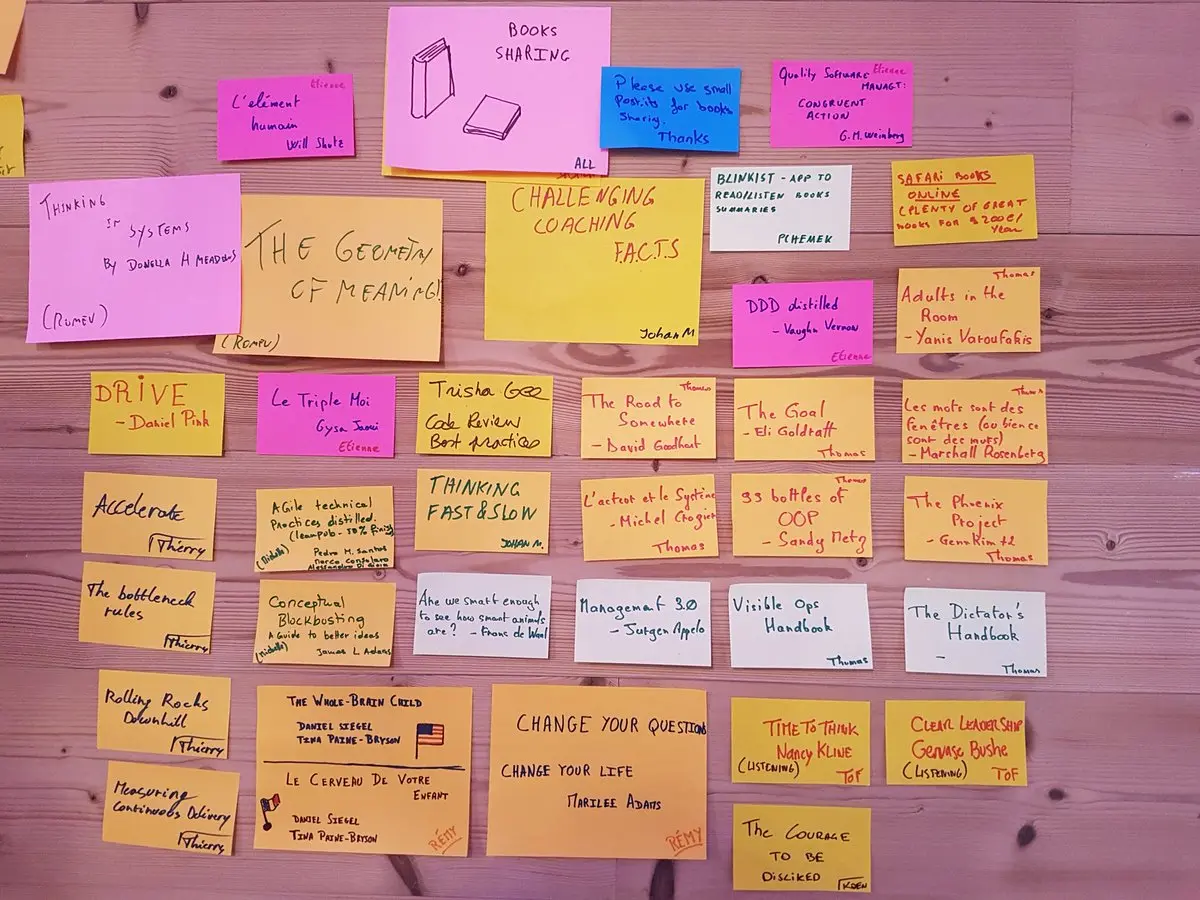 BOOKS
SHARING
ALL
Etienne
L'elément
humain
Will Shutz
Please use small
Post-its for books
Sharing.
Thanks
Quality Software Etienne
MANAGT:
CONGRUENT
ACTION
G.M. Weinberg
THINKING
IN SYSTEMS
BY DONELLA H MEADOWS
(ROMEU)
THE GEOMETRY
OF MEANING!
(ROMEU)
CHALLENGING
COACHING
F.A.C.T.S
Johan M
BLINKIST - APP TO
READ/LISTEN BOOKS
SUMMARIES
PCHEMEK
SAFARI BOOKS
ONLINE
(PLENTY OF GREAT
BOOKS FOR $200€/
YEAR
DDD distilled
- Vaughn Vernon
Etienne
Thomas
Adults in the
Room
- Yanis Varoufakis
DRIVE
- Daniel Pink
Le Triple Moi
Gysa Jaoui
Etienne
Trisha Gee
Code Review
Best practices
Thomas
The Road to
Somewhere
- David Goodhart
The Goal
- Eli Goldratt
Thomas
Thomas
Les mots sont des
fenêtres (ou bien ce
sont des murs)
- Marshall Rosenberg
Accelerate
Thierry
Agile technical
Practices distilled.
(leanpub - 50% finish)
Pedro M. Santos
Marco Consolaro
Alessandro Di Gioia
THINKING
FAST & SLOW
JOHAN M.
L'acteur et le Système
- Michel Crozier
Thomas
Thomas
99 bottles of
OOP
- Sandy Metz
The Phoenix
Project
- Gene Kim +2
Thomas
The bottleneck
rules
Thierry
Conceptual
Blockbusting
A Guide to better ideas
James L Adams
Are we smart enough
to see how smart animals
are? - Franc de Waal
Management 3.0
- Jurgen Appelo
Visible Ops
Handbook
Thomas
The Dictator's
Handbook
-
Thomas
Rolling Rocks
Downhill
Thierry
THE WHOLE-BRAIN CHILD
DANIEL SIEGEL
TINA PAINE-BRYSON
LE CERVEAU DE VOTRE
ENFANT
DANIEL SIEGEL
TINA PAINE-BRYSON
RÉMY
CHANGE YOUR QUESTIONS
CHANGE YOUR LIFE
MARILEE ADAMS
RÉMY
TIME TO THINK
Nancy KLINE
(LISTENING)
TOF
CLEAR LEADERSHIP
Gervase Bushe
(LISTENING)
TOF
Measuring
Continuous Delivery
Thierry
THE COURAGE
TO BE
DISLIKED
KOEN